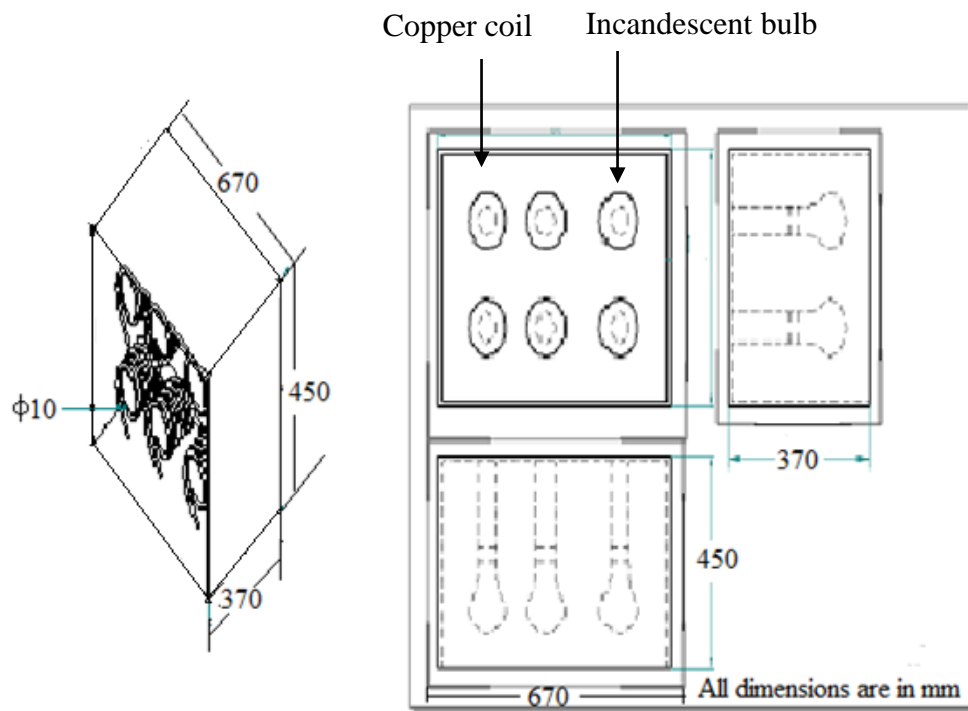 Copper coil
Incandescent bulb
670
450
ϕ10
370
370
450
670
All dimensions are in mm